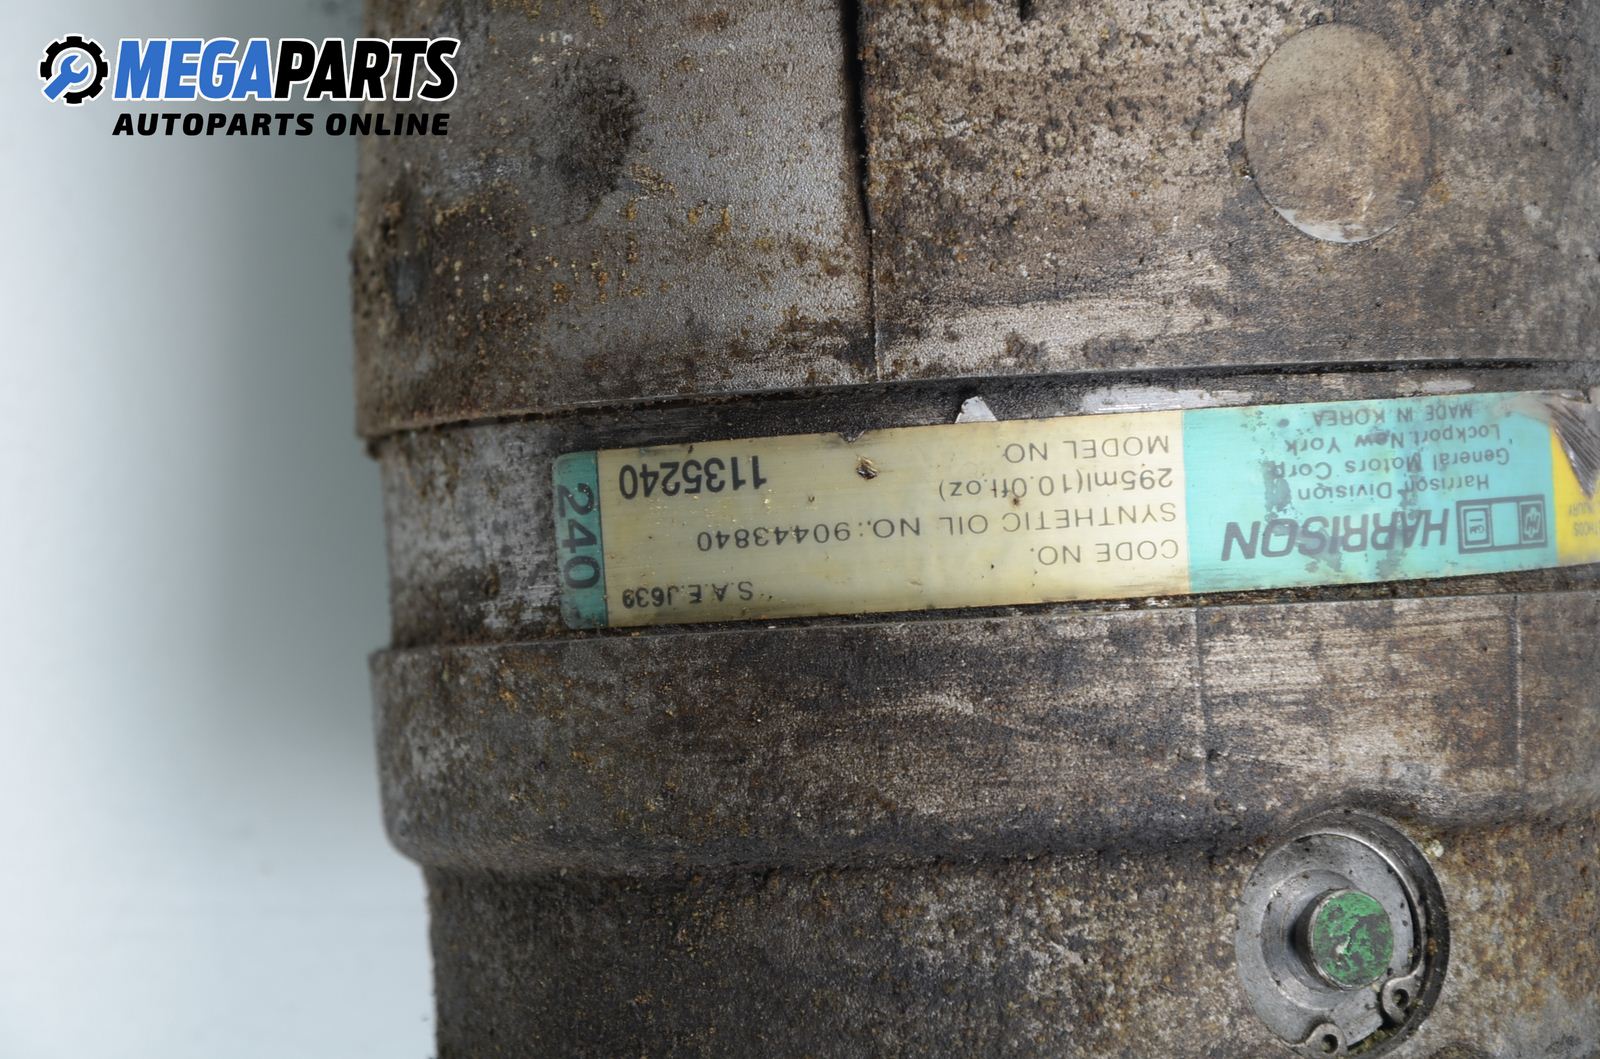 MEGAPARTS
AUTOPARTS ONLINE
S.A.E.J639
CODE NO.
SYNTHETIC OIL NO.:90443840
295ml(10.0fl.oz)
MODEL NO.
1135240
240
HARRISON
GM
Harrison Division
General Motors Corp
Lockport New York
MADE IN KOREA